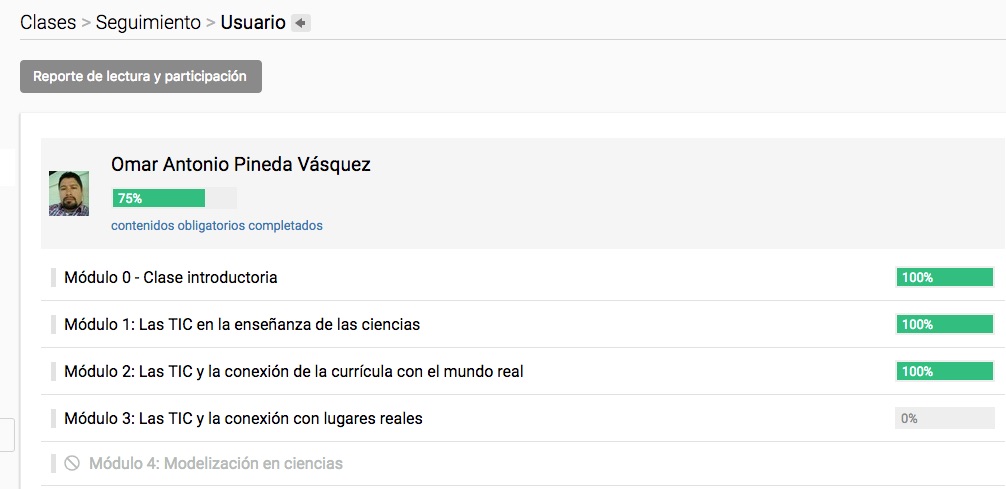 Clases > Seguimiento > Usuario
Reporte de lectura y participación
Omar Antonio Pineda Vásquez
75%
contenidos obligatorios completados
Módulo 0 - Clase introductoria 100%
Módulo 1: Las TIC en la enseñanza de las ciencias 100%
Módulo 2: Las TIC y la conexión de la currícula con el mundo real 100%
Módulo 3: Las TIC y la conexión con lugares reales 0%
Módulo 4: Modelización en ciencias